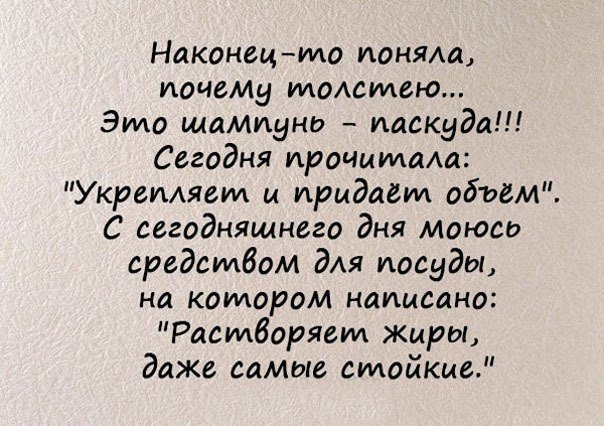 Наконец-то поняла,
почему толстею...
Это шампунь - паскуда!!!
Сегодня прочитала:
"Укрепляет и придаёт объём".
С сегодняшнего дня моюсь
средством для посуды,
на котором написано:
"Растворяет жиры,
даже самые стойкие."